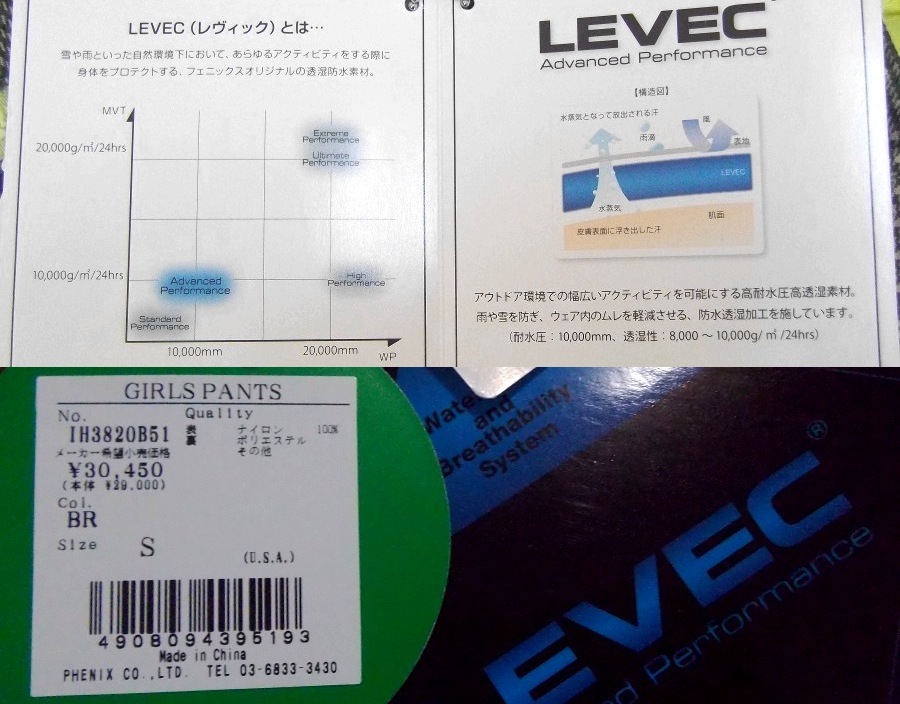 LEVEC（レヴィック）とは…
雪や雨といった自然環境下において、あらゆるアクティビティをする際に
身体をプロテクトする、フェニックスオリジナルの透湿防水素材。
MVT
20,000g/㎡/24hrs
Extreme
Performance
Ultimate
Performance
10,000g/㎡/24hrs
Advanced
Performance
High
Performance
Standard
Performance
10,000mm
20,000mm
WP
LEVEC
Advanced Performance
【構造図】
水蒸気となって放出される汗
雨滴
風
表地
LEVEC
水蒸気
肌面
皮膚表面に浮き出した汗
アウトドア環境での幅広いアクティビティを可能にする高耐水圧高透湿素材。
雨や雪を防ぎ、ウェア内のムレを軽減させる、防水透湿加工を施しています。
（耐水圧：10,000mm、透湿性：8,000 〜 10,000g/ ㎡ /24hrs）
GIRLS PANTS
No.
Quality
IH3820B51
表 ナイロン 100%
裏 ポリエステル
その他
メーカー希望小売価格
¥30,450
(本体 ¥29,000)
Col.
BR
Size S
(U.S.A.)
4908094395193
Made in China
PHENIX CO.,LTD. TEL 03-6833-3430
and
Breathability
System
EVEC®
Performance